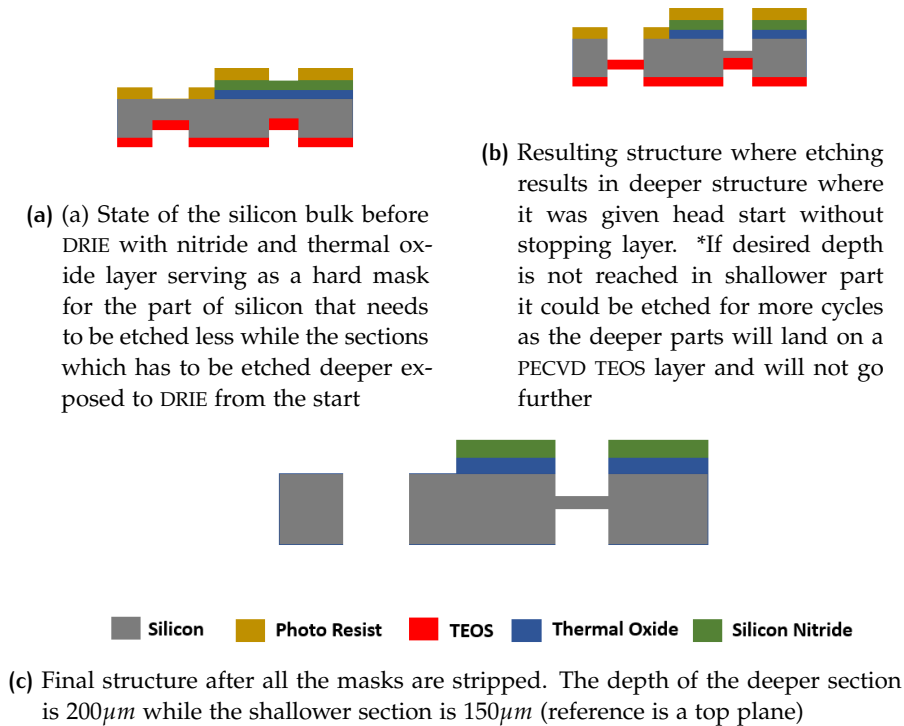 (a) (a) State of the silicon bulk before
DRIE with nitride and thermal ox-
ide layer serving as a hard mask
for the part of silicon that needs
to be etched less while the sections
which has to be etched deeper ex-
posed to DRIE from the start
(b) Resulting structure where etching
results in deeper structure where
it was given head start without
stopping layer. *If desired depth
is not reached in shallower part
it could be etched for more cycles
as the deeper parts will land on a
PECVD TEOS layer and will not go
further
Silicon Photo Resist TEOS Thermal Oxide Silicon Nitride
(c) Final structure after all the masks are stripped. The depth of the deeper section
is 200μm while the shallower section is 150μm (reference is a top plane)